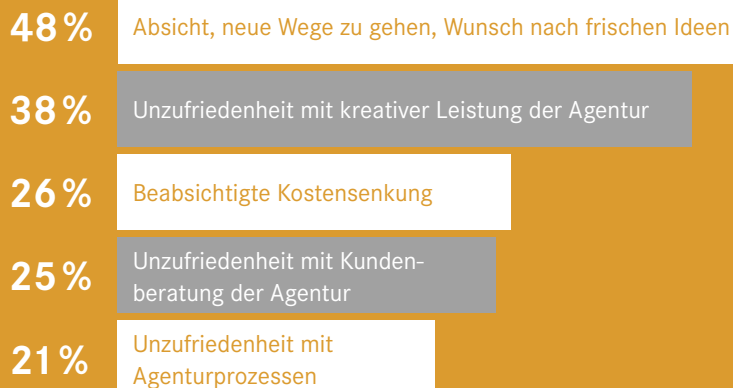 48 % Absicht, neue Wege zu gehen, Wunsch nach frischen Ideen
38 % Unzufriedenheit mit kreativer Leistung der Agentur
26 % Beabsichtigte Kostensenkung
25 % Unzufriedenheit mit Kunden-
beratung der Agentur
21 % Unzufriedenheit mit
Agenturprozessen